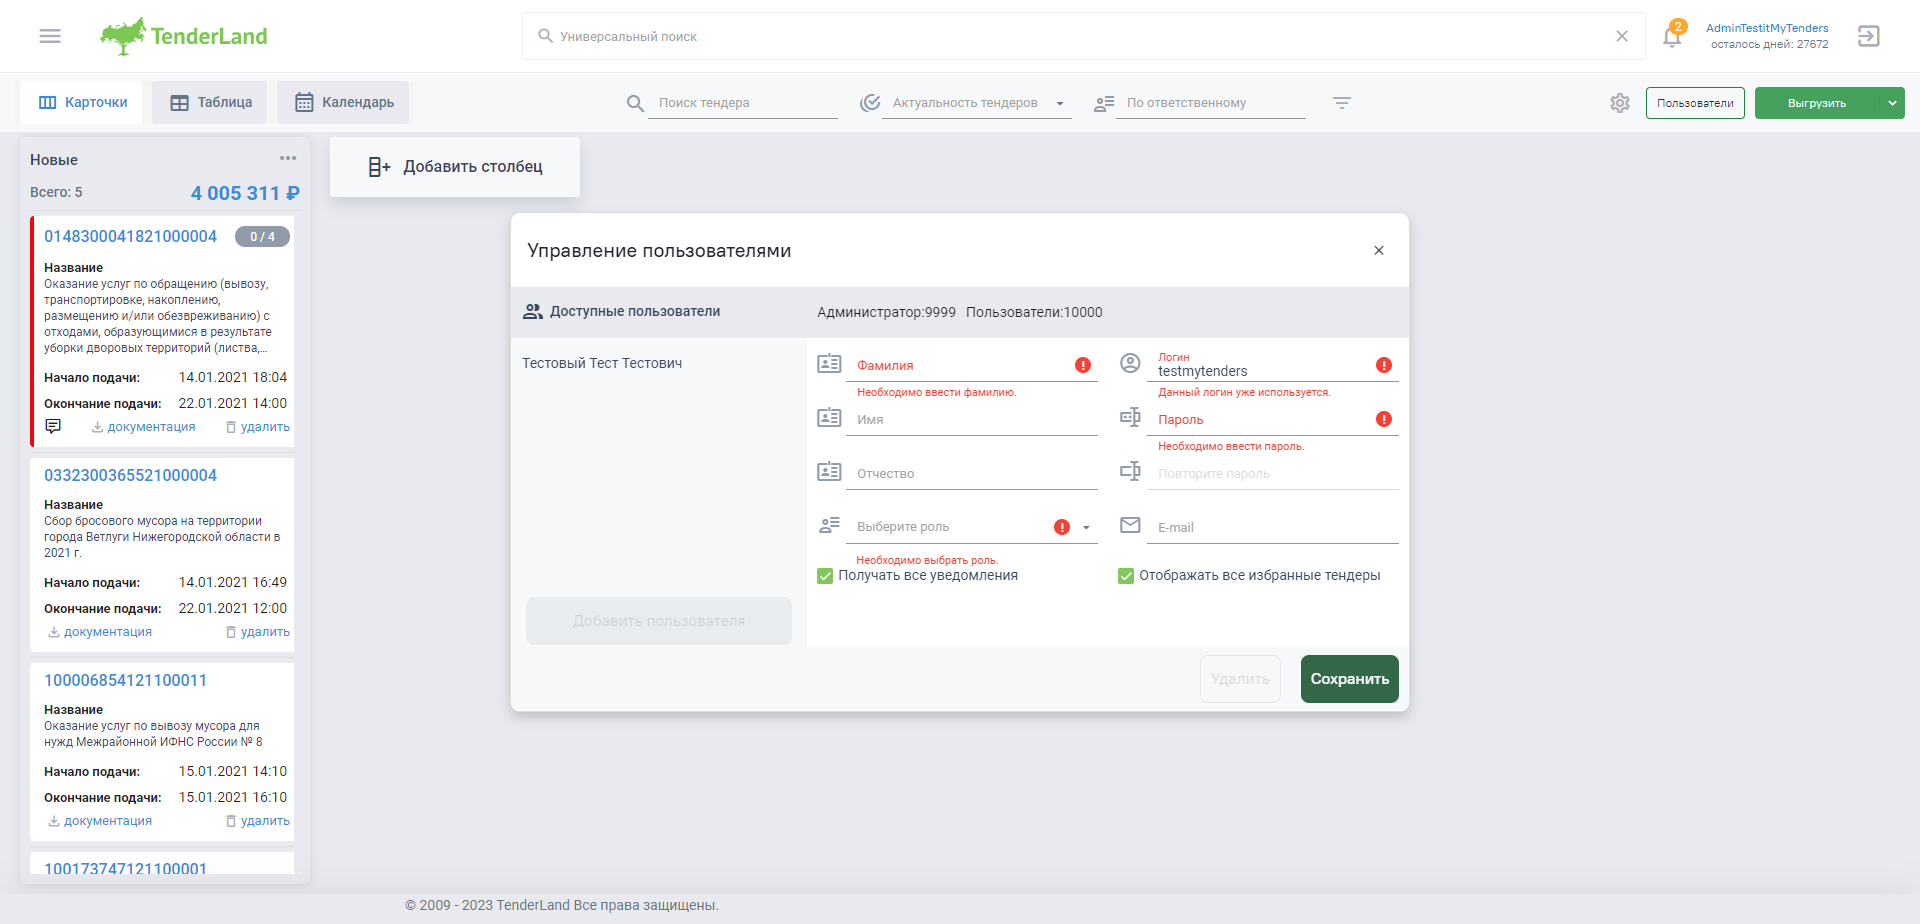 TenderLand
Универсальный поиск
2
AdminTestitMyTenders
осталось дней: 27672
Карточки
Таблица
Календарь
Поиск тендера
Актуальность тендеров
По ответственному
Пользователи
Выгрузить
Новые
Всего: 5
4 005 311 ₽
0148300041821000004
0 / 4
Название
Оказание услуг по обращению (вывозу,
транспортировке, накоплению,
размещению и/или обезвреживанию) с
отходами, образующимися в результате
уборки дворовых территорий (листва,...
Начало подачи: 14.01.2021 18:04
Окончание подачи: 22.01.2021 14:00
документация удалить
0332300365521000004
Название
Сбор бросового мусора на территории
города Ветлуги Нижегородской области в
2021 г.
Начало подачи: 14.01.2021 16:49
Окончание подачи: 22.01.2021 12:00
документация удалить
100006854121100011
Название
Оказание услуг по вывозу мусора для
нужд Межрайонной ИФНС России № 8
Начало подачи: 15.01.2021 14:10
Окончание подачи: 15.01.2021 16:10
документация удалить
100173747121100001
Добавить столбец
Управление пользователями
Доступные пользователи
Администратор:9999 Пользователи:10000
Тестовый Тест Тестович
Добавить пользователя
Фамилия
Необходимо ввести фамилию.
Имя
Отчество
Выберите роль
Необходимо выбрать роль.
Получать все уведомления
Логин
testmytenders
Данный логин уже используется.
Пароль
Необходимо ввести пароль.
Повторите пароль
E-mail
Отображать все избранные тендеры
Удалить
Сохранить
© 2009 - 2023 TenderLand Все права защищены.